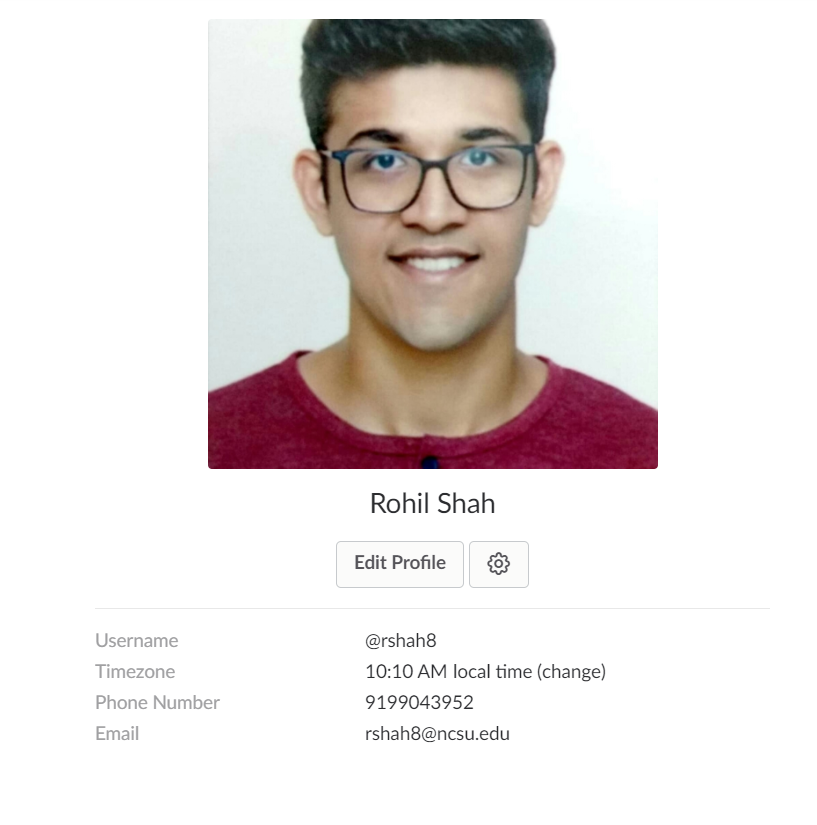 Rohil Shah
Edit Profile
Username @rshah8
Timezone 10:10 AM local time (change)
Phone Number 9199043952
Email rshah8@ncsu.edu